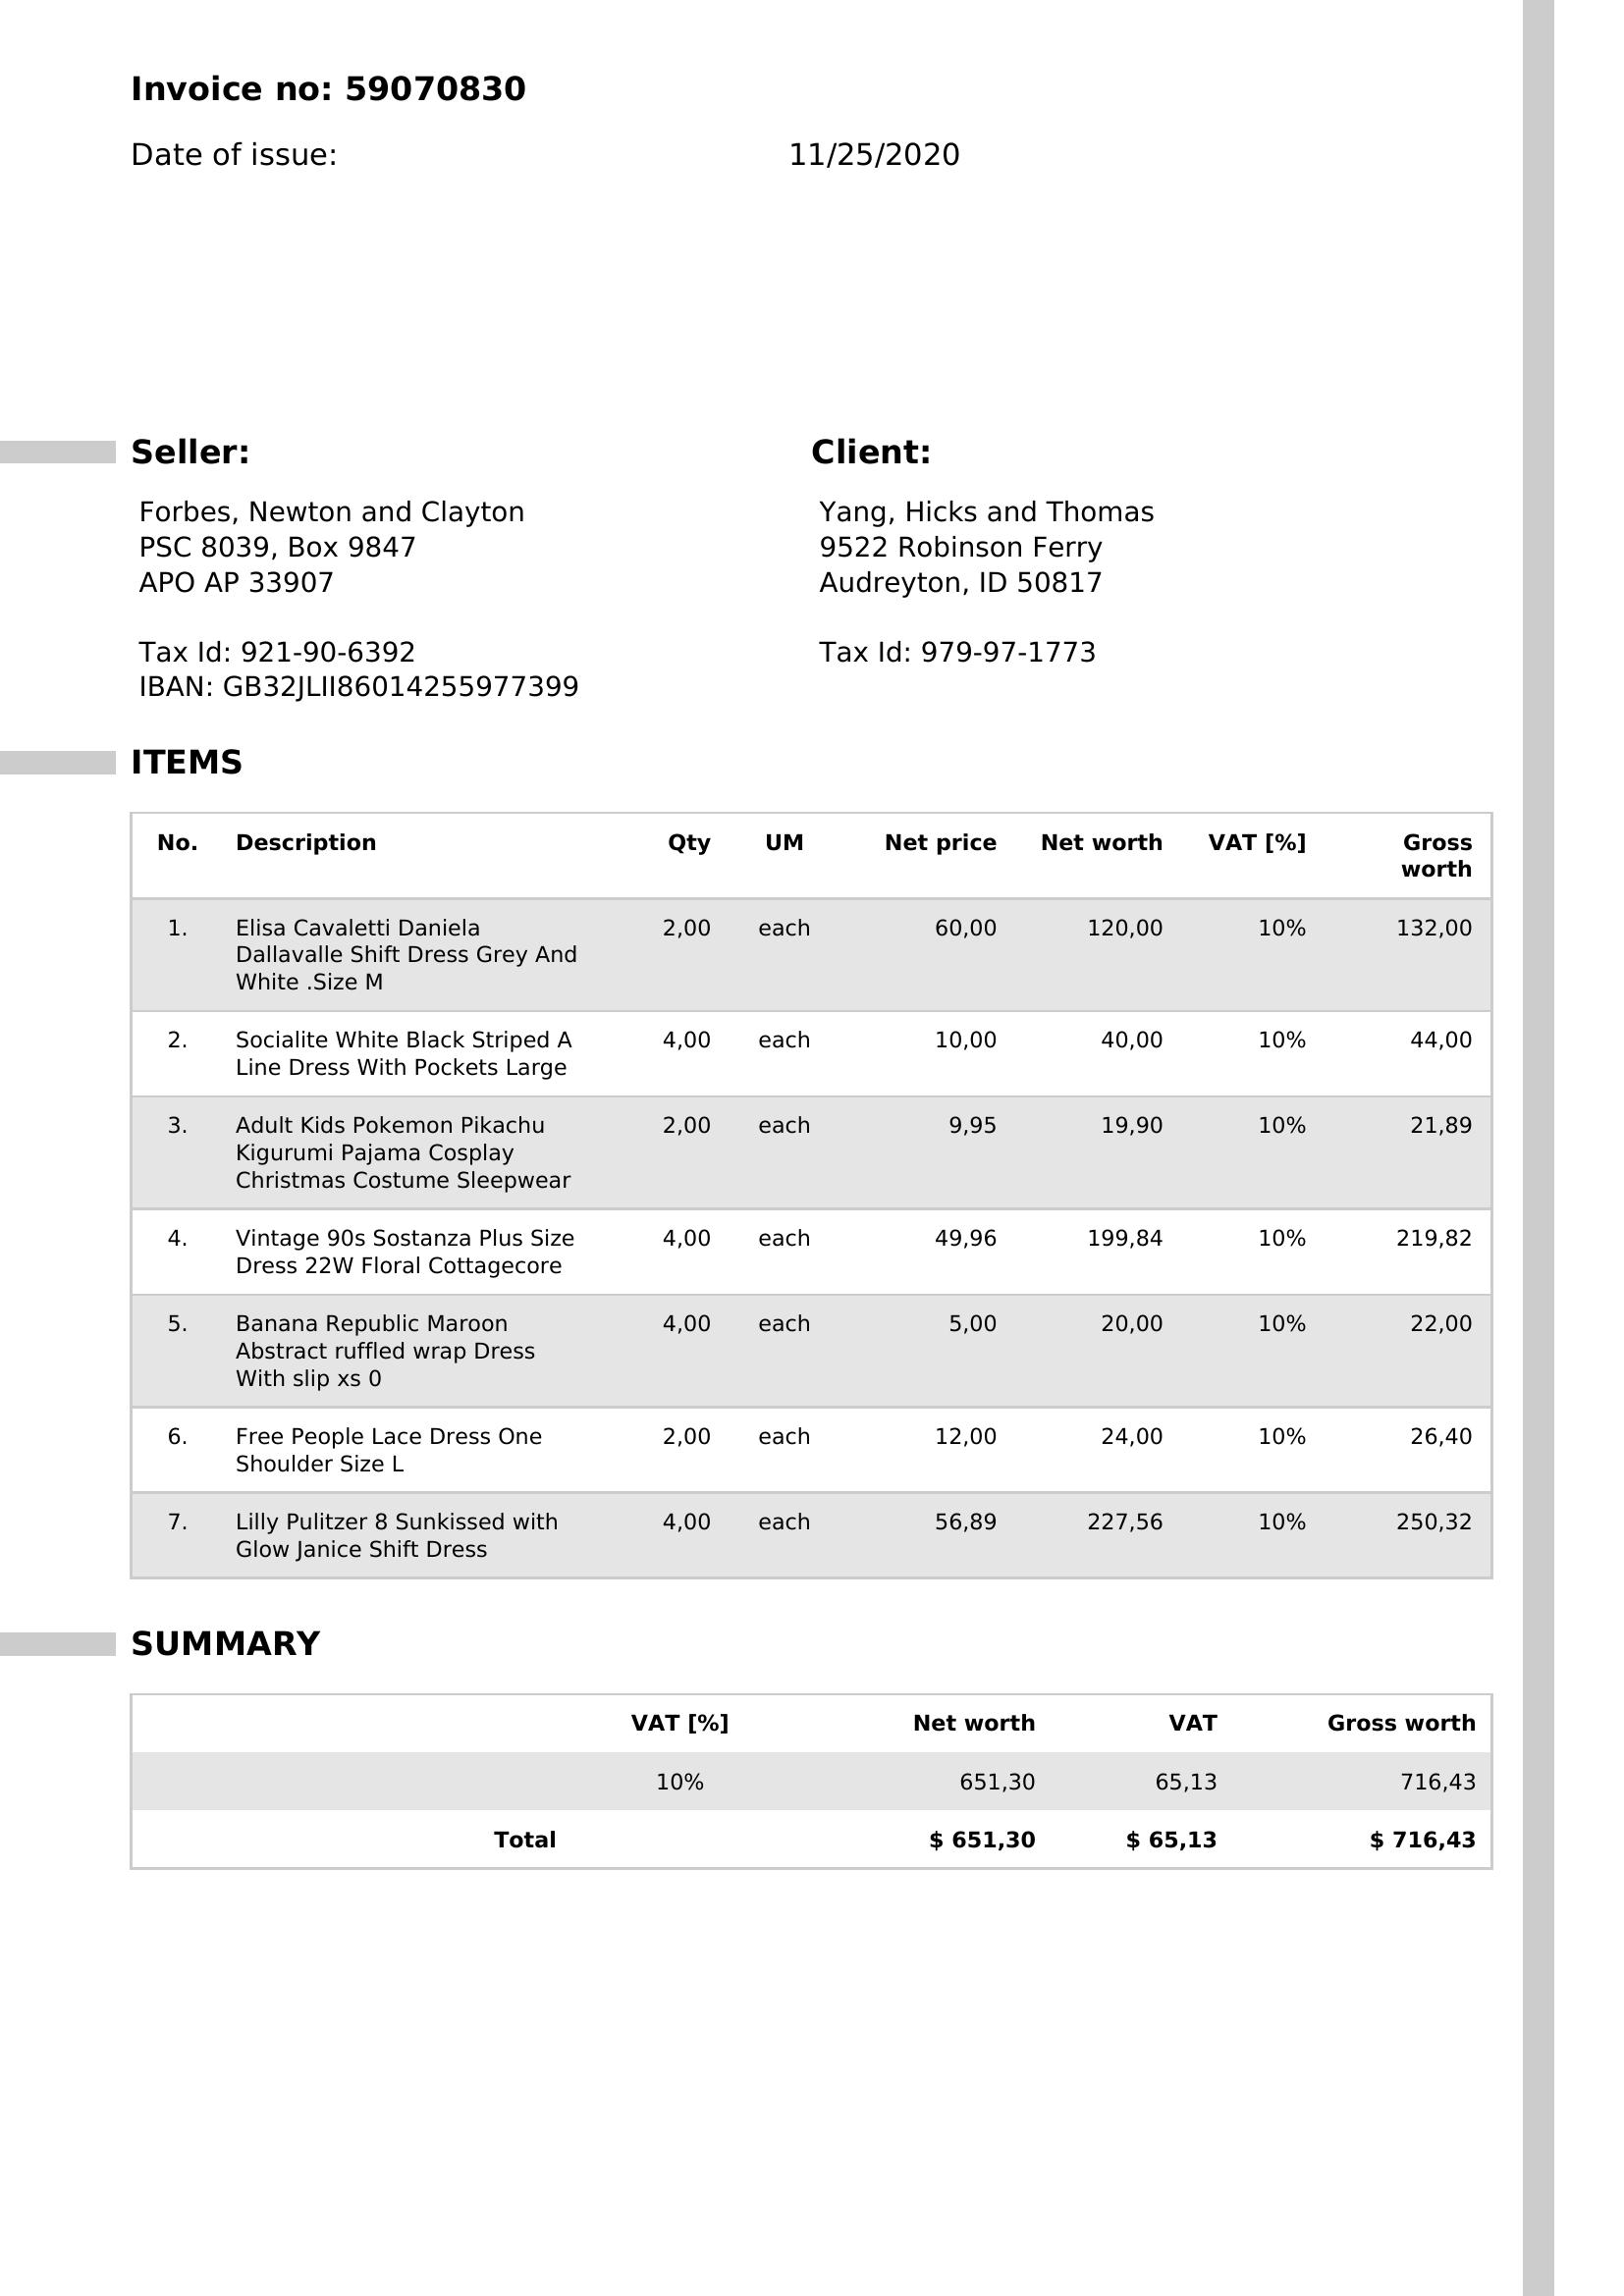 Invoice no: 59070830
Date of issue: 11/25/2020
Seller:
Forbes, Newton and Clayton
PSC 8039, Box 9847
APO AP 33907
Tax Id: 921-90-6392
IBAN: GB32JLII86014255977399
Client:
Yang, Hicks and Thomas
9522 Robinson Ferry
Audreyton, ID 50817
Tax Id: 979-97-1773
ITEMS
No. Description Qty UM Net price Net worth VAT [%] Gross
worth
1. Elisa Cavaletti Daniela 2,00 each 60,00 120,00 10% 132,00
Dallavalle Shift Dress Grey And
White .Size M
2. Socialite White Black Striped A 4,00 each 10,00 40,00 10% 44,00
Line Dress With Pockets Large
3. Adult Kids Pokemon Pikachu 2,00 each 9,95 19,90 10% 21,89
Kigurumi Pajama Cosplay
Christmas Costume Sleepwear
4. Vintage 90s Sostanza Plus Size 4,00 each 49,96 199,84 10% 219,82
Dress 22W Floral Cottagecore
5. Banana Republic Maroon 4,00 each 5,00 20,00 10% 22,00
Abstract ruffled wrap Dress
With slip xs 0
6. Free People Lace Dress One 2,00 each 12,00 24,00 10% 26,40
Shoulder Size L
7. Lilly Pulitzer 8 Sunkissed with 4,00 each 56,89 227,56 10% 250,32
Glow Janice Shift Dress
SUMMARY
VAT [%] Net worth VAT Gross worth
10% 651,30 65,13 716,43
Total $ 651,30 $ 65,13 $ 716,43